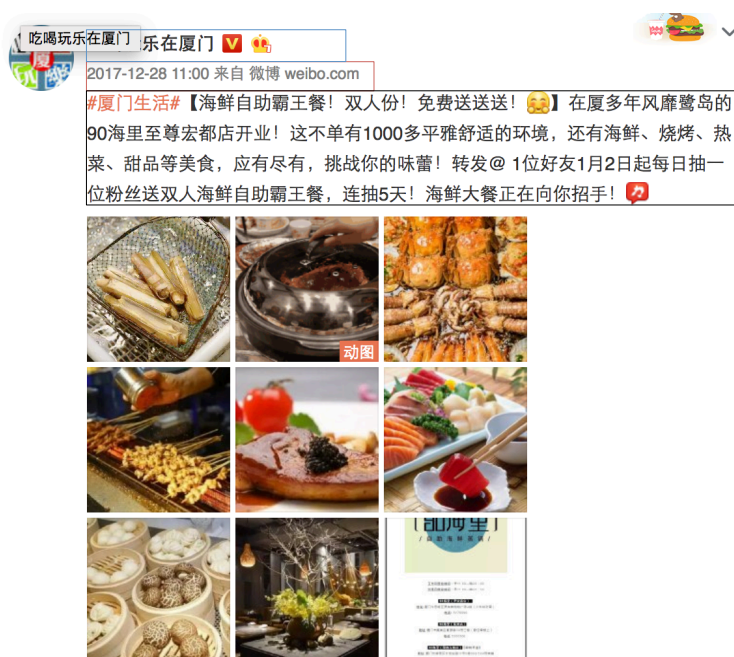 吃喝玩乐在厦门
乐在厦门
2017-12-28 11:00 来自 微博 weibo.com
#厦门生活#【海鲜自助霸王餐！双人份！免费送送送！】在厦多年风靡鹭岛的
90海里至尊宏都店开业！这不单有1000多平雅舒适的环境，还有海鲜、烧烤、热
菜、甜品等美食，应有尽有，挑战你的味蕾！转发@ 1位好友1月2日起每日抽一
位粉丝送双人海鲜自助霸王餐，连抽5天！海鲜大餐正在向你招手！
动图